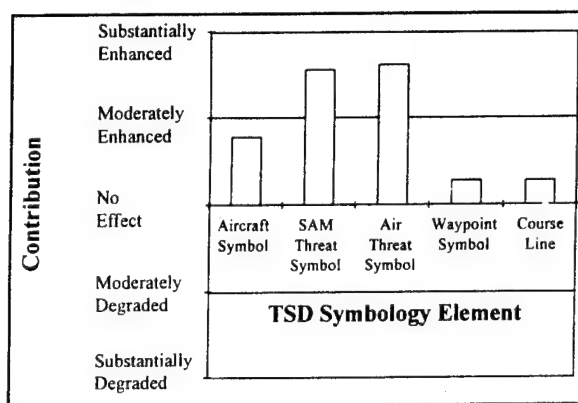 Contribution
Substantially
Enhanced
Moderately
Enhanced
No
Effect
Moderately
Degraded
Substantially
Degraded
Aircraft
Symbol
SAM
Threat
Symbol
Air
Threat
Symbol
Waypoint
Symbol
Course
Line
TSD Symbology Element